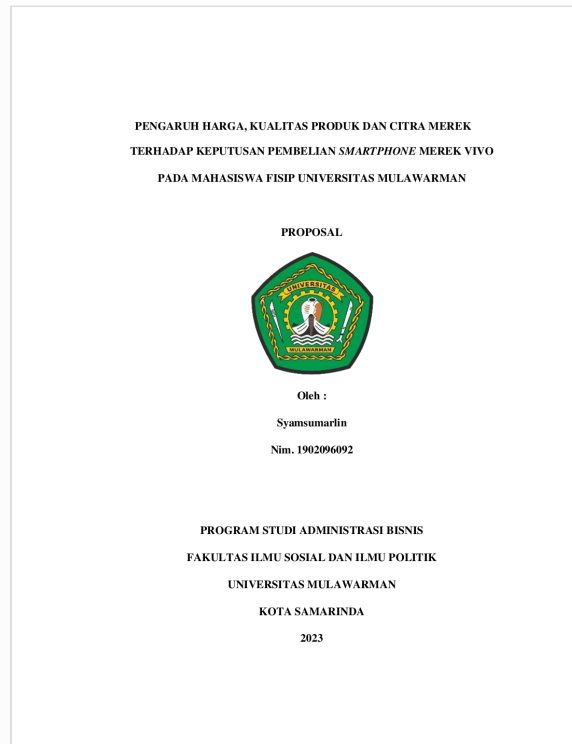 PENGARUH HARGA, KUALITAS PRODUK DAN CITRA MEREK
TERHADAP KEPUTUSAN PEMBELIAN SMARTPHONE MEREK VIVO
PADA MAHASISWA FISIP UNIVERSITAS MULAWARMAN
PROPOSAL
UNIVERSITAS
MULAWARMAN
Oleh :
Syamsumarlin
Nim. 1902096092
PROGRAM STUDI ADMINISTRASI BISNIS
FAKULTAS ILMU SOSIAL DAN ILMU POLITIK
UNIVERSITAS MULAWARMAN
KOTA SAMARINDA
2023